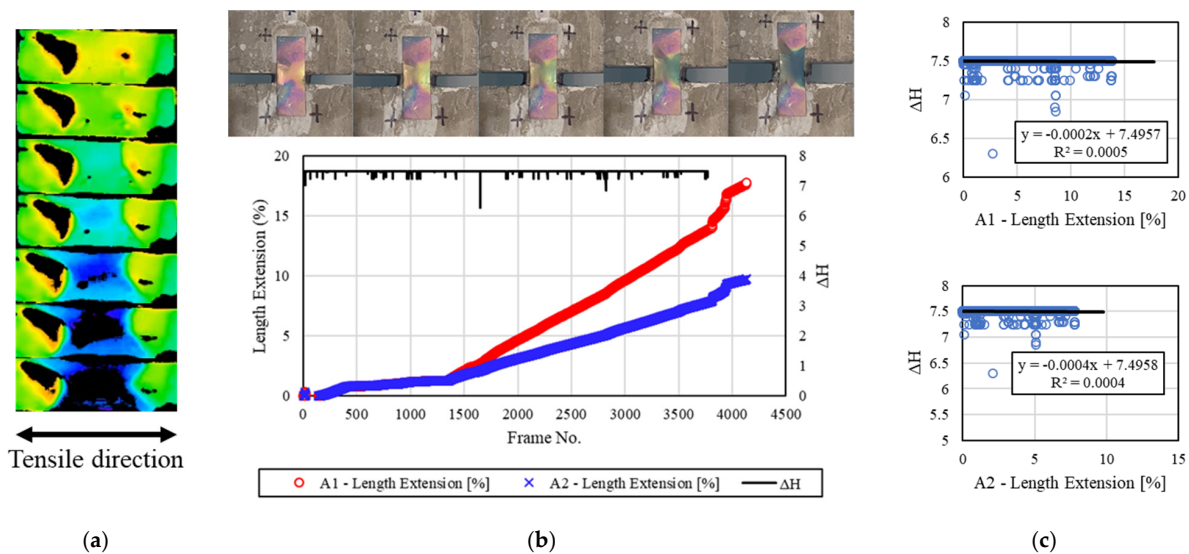 Tensile direction
(a)
20
15
10
5
0
Length Extension (%)
8
7
6
5
4
3
2
1
0
ΔH
0 500 1000 1500 2000 2500 3000 3500 4000 4500
Frame No.
A1 - Length Extension [%] A2 - Length Extension [%] ΔH
(b)
8
7.5
7
6.5
6
ΔH
y = -0.0002x + 7.4957
R² = 0.0005
0 5 10 15 20
A1 - Length Extension [%]
8
7.5
7
6.5
6
5.5
5
ΔH
y = -0.0004x + 7.4958
R² = 0.0004
0 5 10 15
A2 - Length Extension [%]
(c)